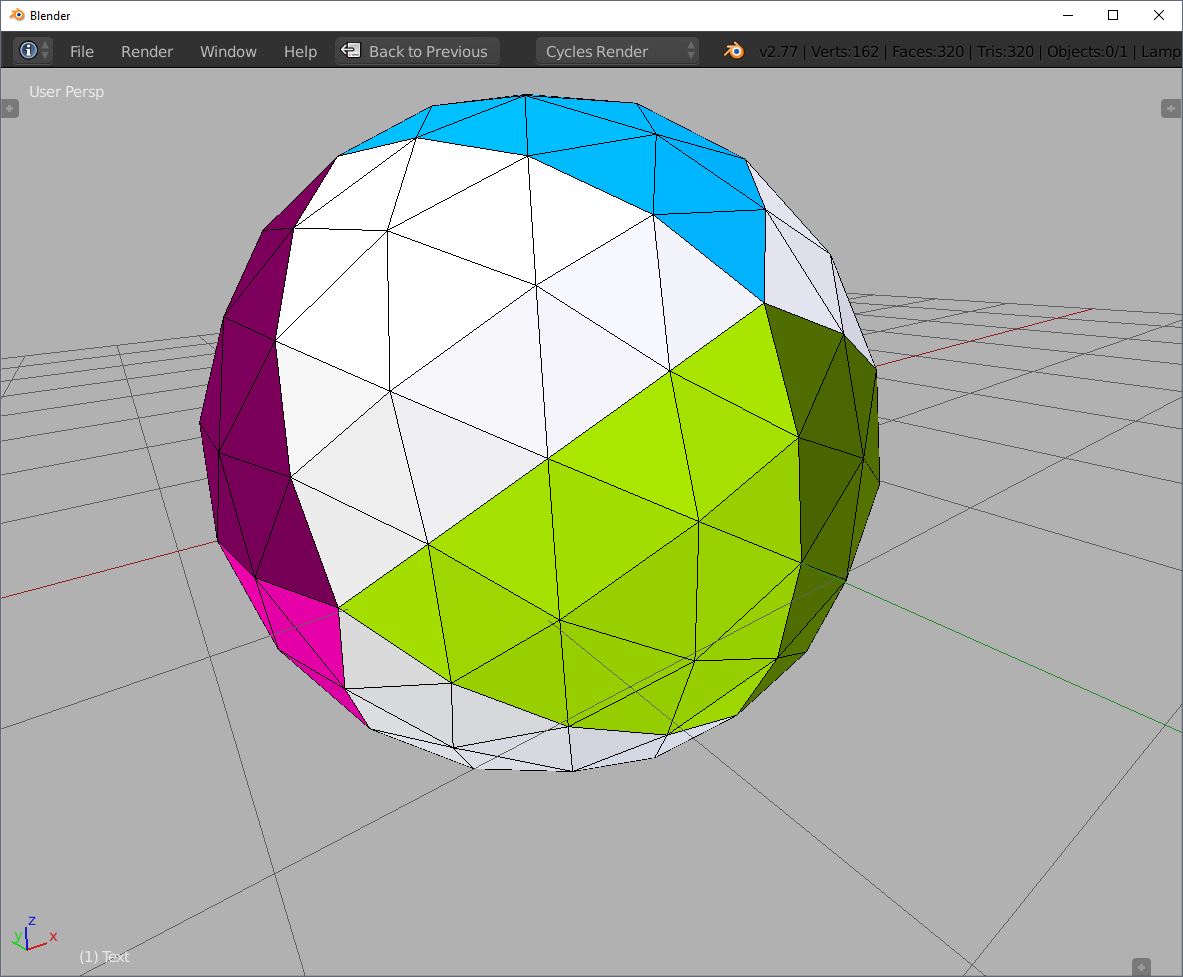 Blender
File Render Window Help Back to Previous Cycles Render v2.77 | Verts:162 | Faces:320 | Tris:320 | Objects:0/1 | Lamp
User Persp
z
y x
(1) Text